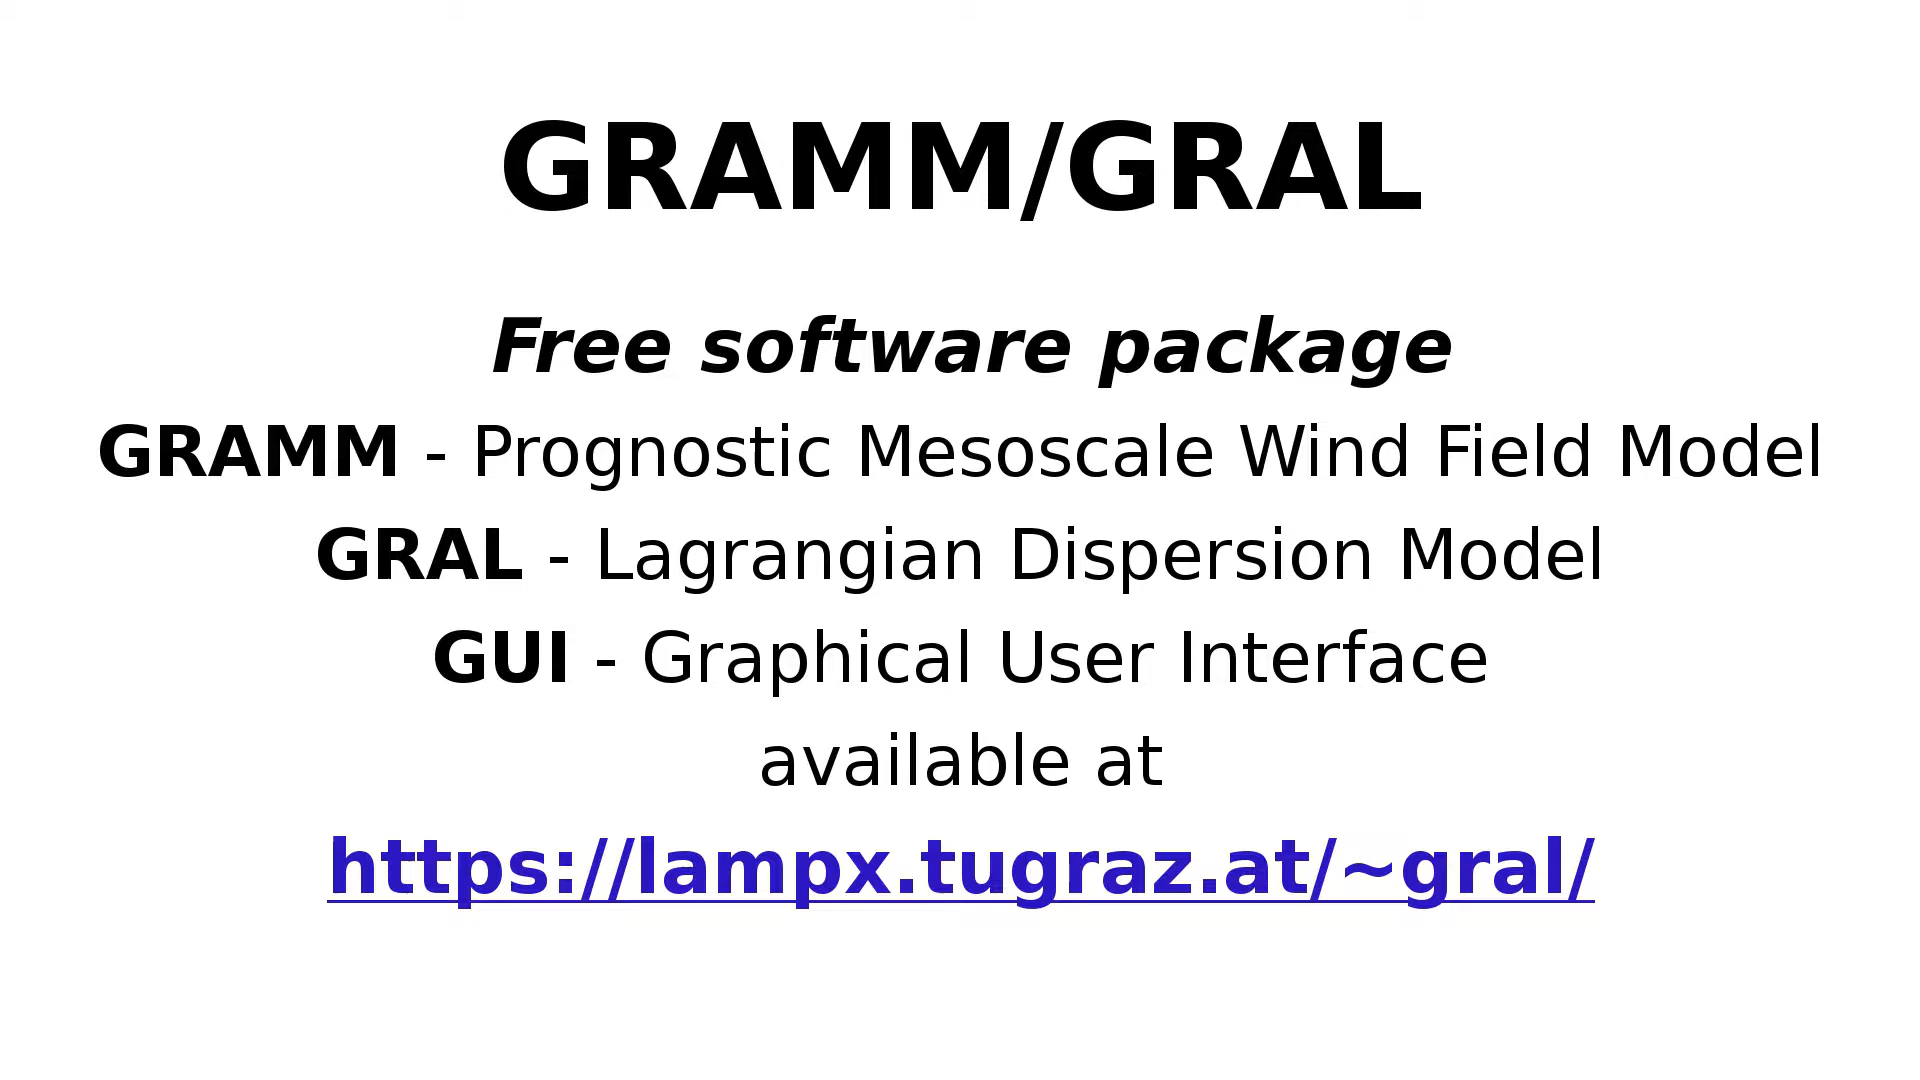 GRAMM/GRAL
Free software package
GRAMM - Prognostic Mesoscale Wind Field Model
GRAL - Lagrangian Dispersion Model
GUI - Graphical User Interface
available at
https://lampx.tugraz.at/~gral/